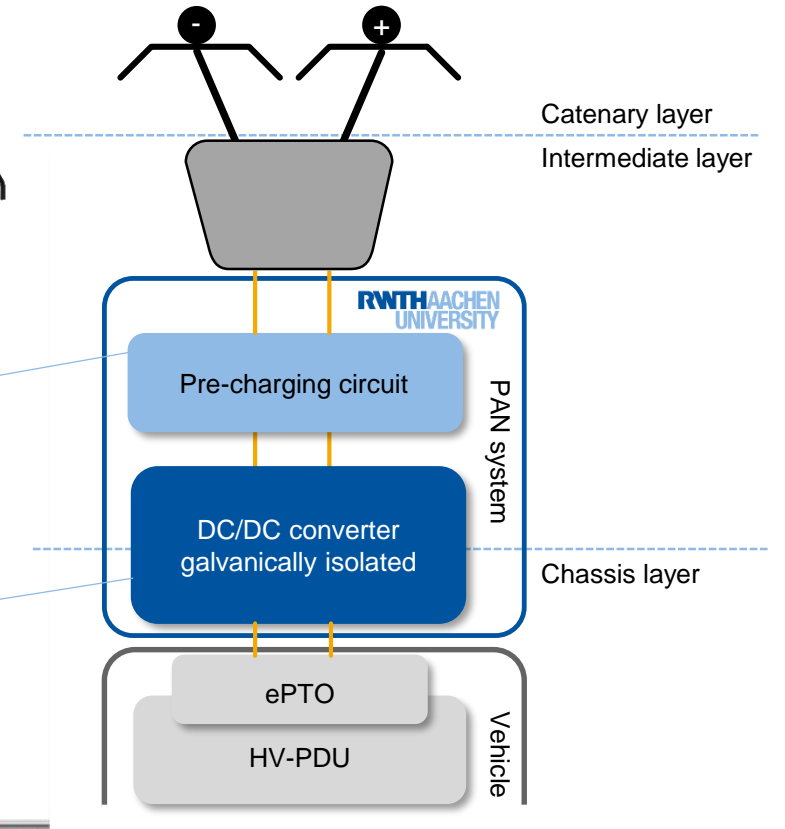 -
+
Catenary layer
Intermediate layer
RWTHAACHEN
UNIVERSITY
Pre-charging circuit
PAN system
DC/DC converter
galvanically isolated
Chassis layer
ePTO
HV-PDU
Vehicle